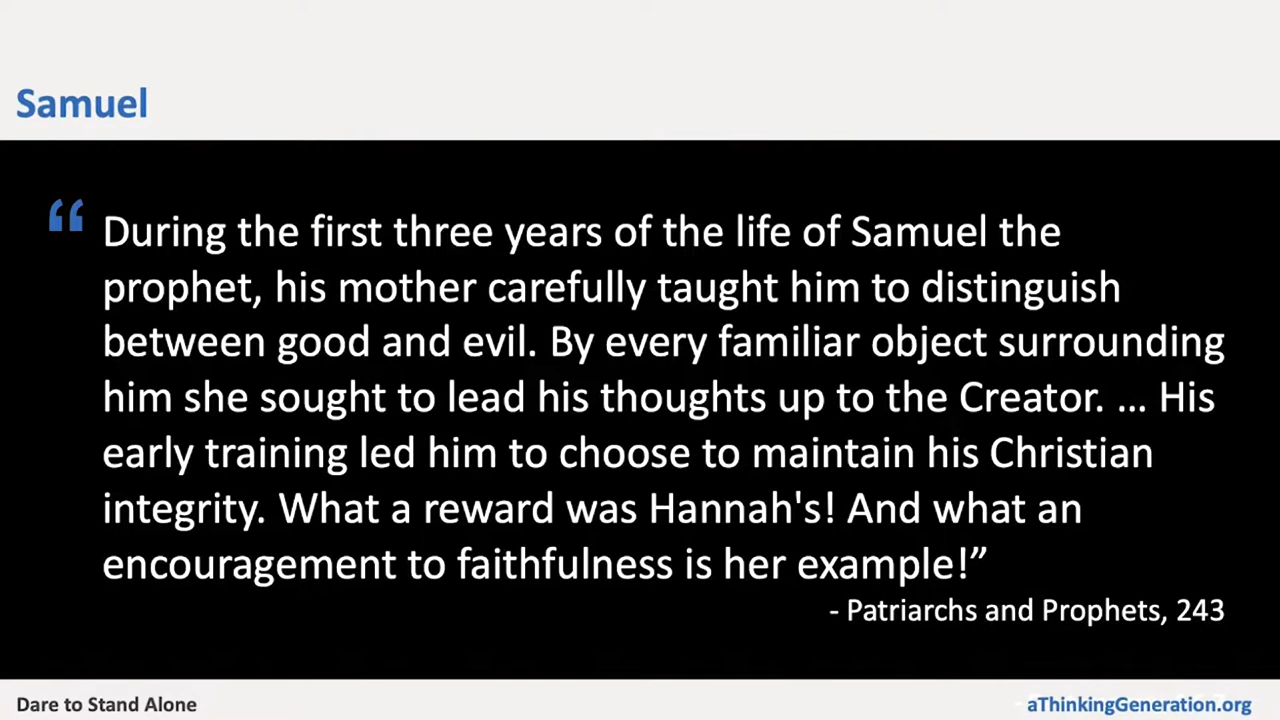 Samuel
“ During the first three years of the life of Samuel the
prophet, his mother carefully taught him to distinguish
between good and evil. By every familiar object surrounding
him she sought to lead his thoughts up to the Creator. ... His
early training led him to choose to maintain his Christian
integrity. What a reward was Hannah's! And what an
encouragement to faithfulness is her example!”
- Patriarchs and Prophets, 243
Dare to Stand Alone
aThinkingGeneration.org